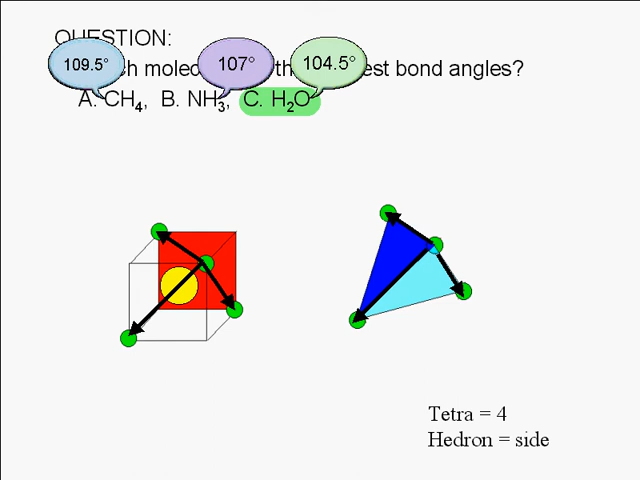 QUESTION:
109.5° 107° 104.5°
ch molec th est bond angles?
A. CH4, B. NH3, C. H2O
Tetra = 4
Hedron = side